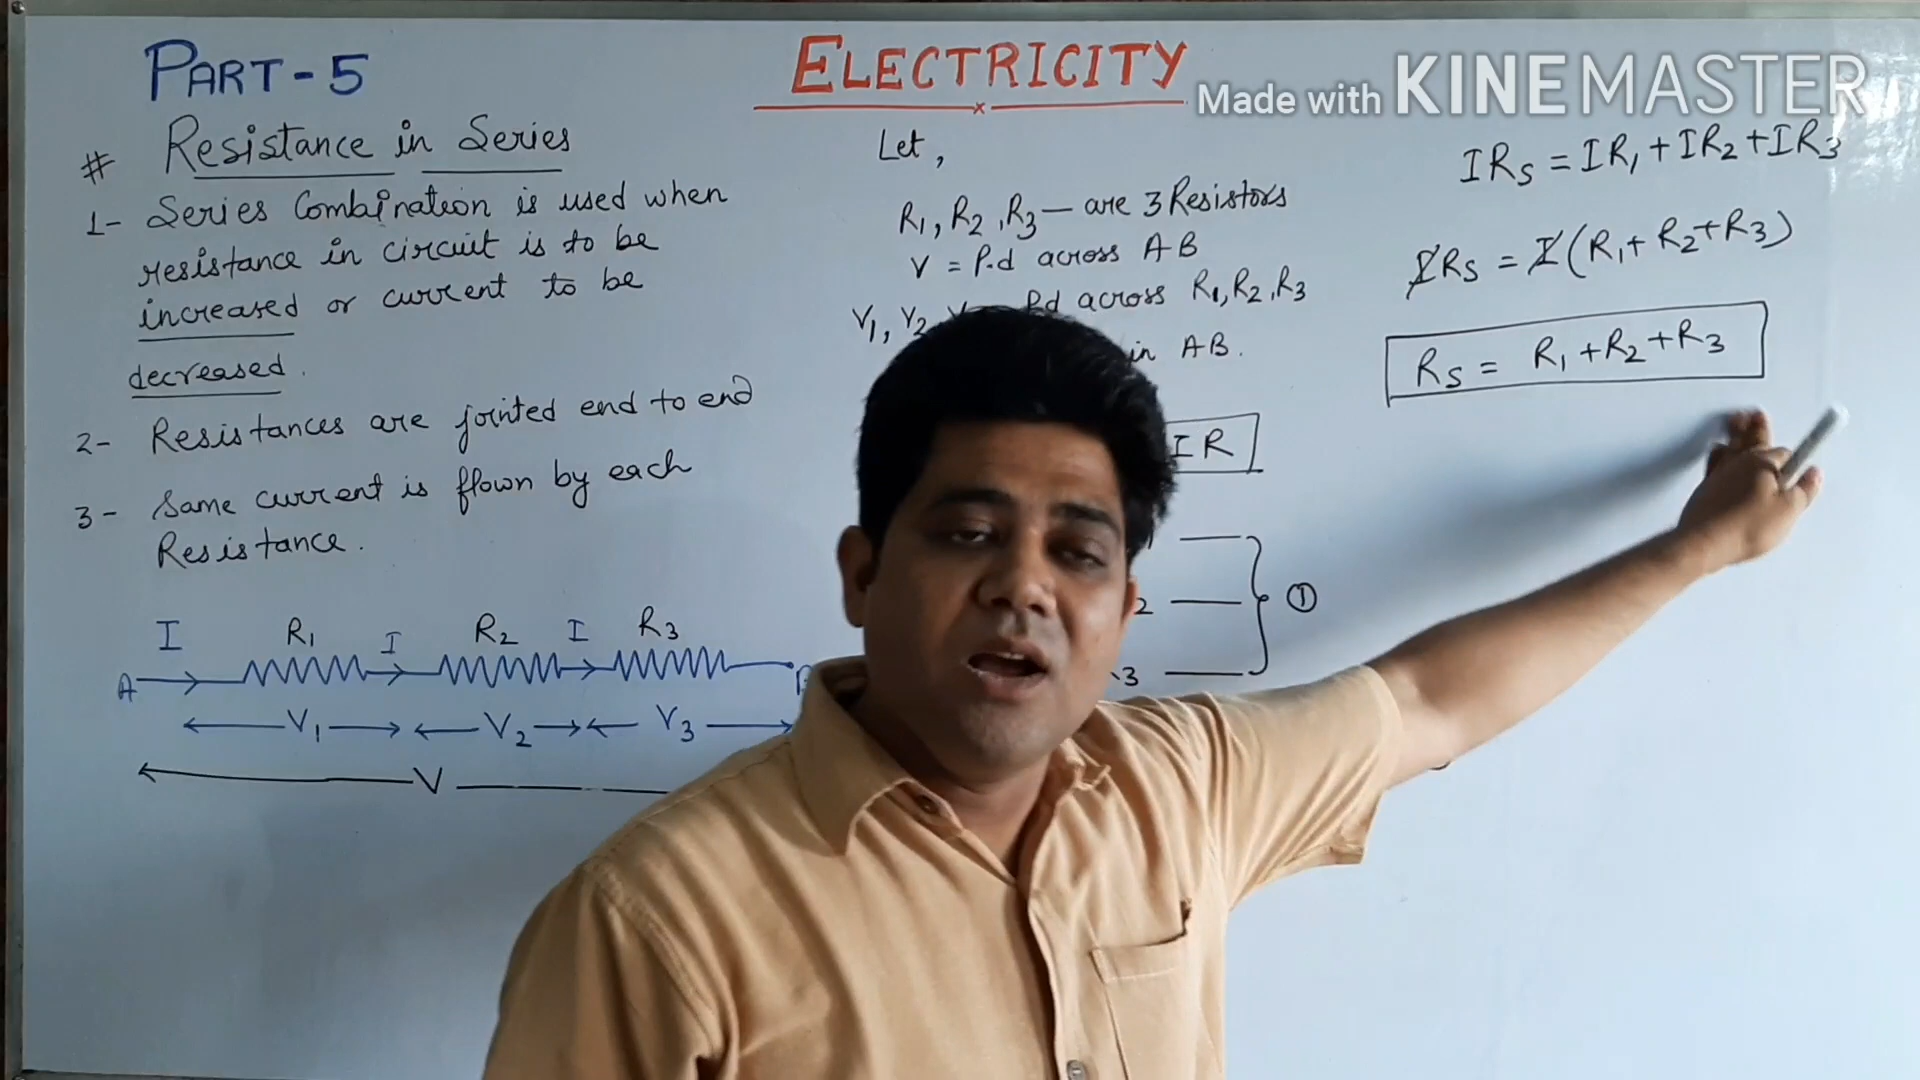 PART-5
ELECTRICITY
Made with KINEMASTER
# Resistance in Series
1- Series Combination is used when
resistance in circuit is to be
increased or current to be
decreased.
2- Resistances are jointed end to end
3- Same current is flown by each
Resistance.
I R1 I R2 I R3
A
V1 V2 V3
V
Let,
R1, R2, R3 — are 3 Resistors
V = P.d across AB
V1, V2 Pd across R1, R2, R3
in AB.
IR
2
3
①
IRS = IR1 + IR2 + IR3
IRS = I(R1 + R2 + R3)
RS = R1 + R2 + R3